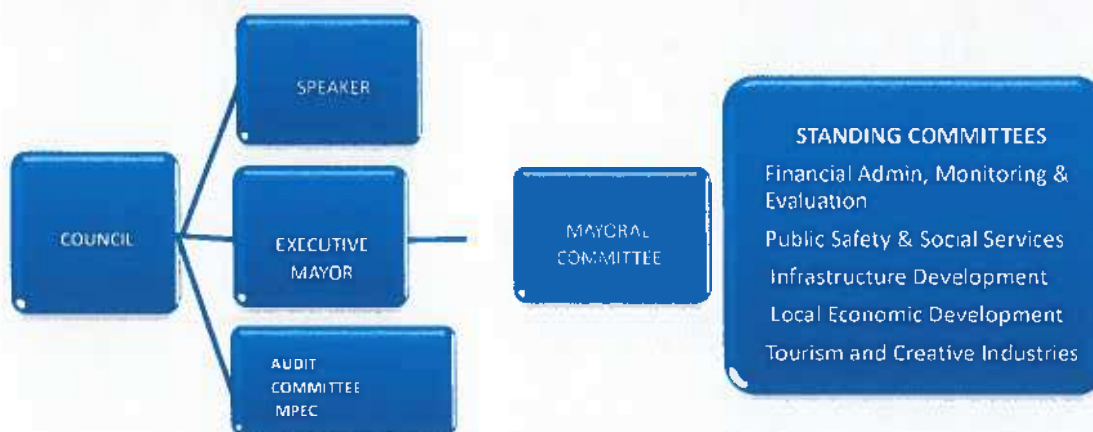 SPEAKER
COUNCIL
EXECUTIVE
MAYOR
AUDIT
COMMITTEE
MPEC
MAYORAL
COMMITTEE
STANDING COMMITTEES
Financial Admin, Monitoring &
Evaluation
Public Safety & Social Services
Infrastructure Development
Local Economic Development
Tourism and Creative Industries